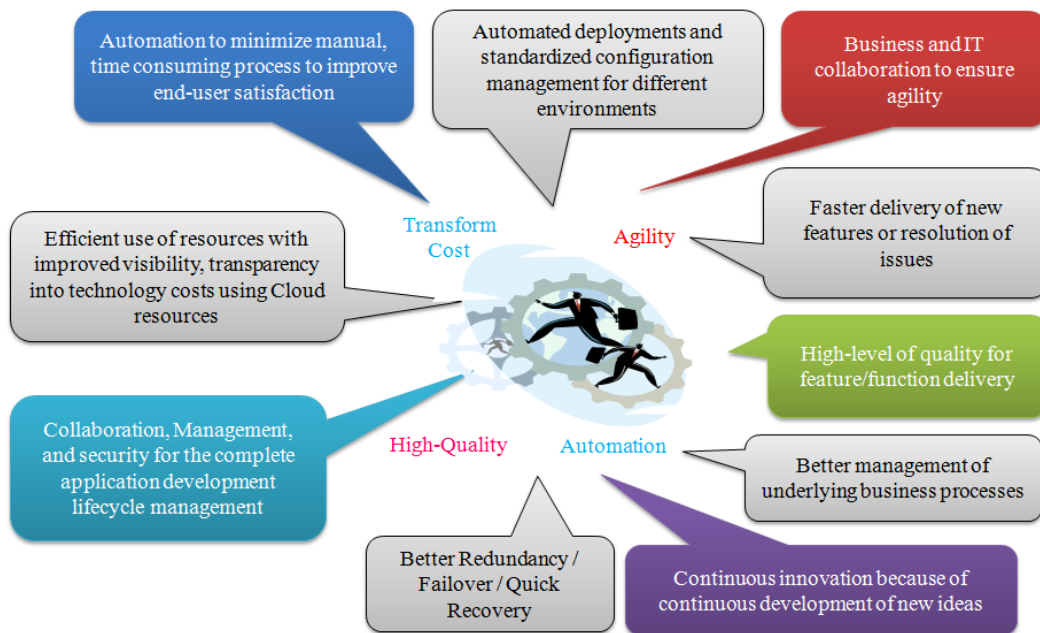 Automation to minimize manual,
time consuming process to improve
end-user satisfaction
Automated deployments and
standardized configuration
management for different
environments
Business and IT
collaboration to ensure
agility
Transform
Cost
Agility
Efficient use of resources with
improved visibility, transparency
into technology costs using Cloud
resources
Faster delivery of new
features or resolution of
issues
High-level of quality for
feature/function delivery
Collaboration, Management,
and security for the complete
application development
lifecycle management
High-Quality
Automation
Better management of
underlying business processes
Better Redundancy /
Failover / Quick
Recovery
Continuous innovation because of
continuous development of new ideas